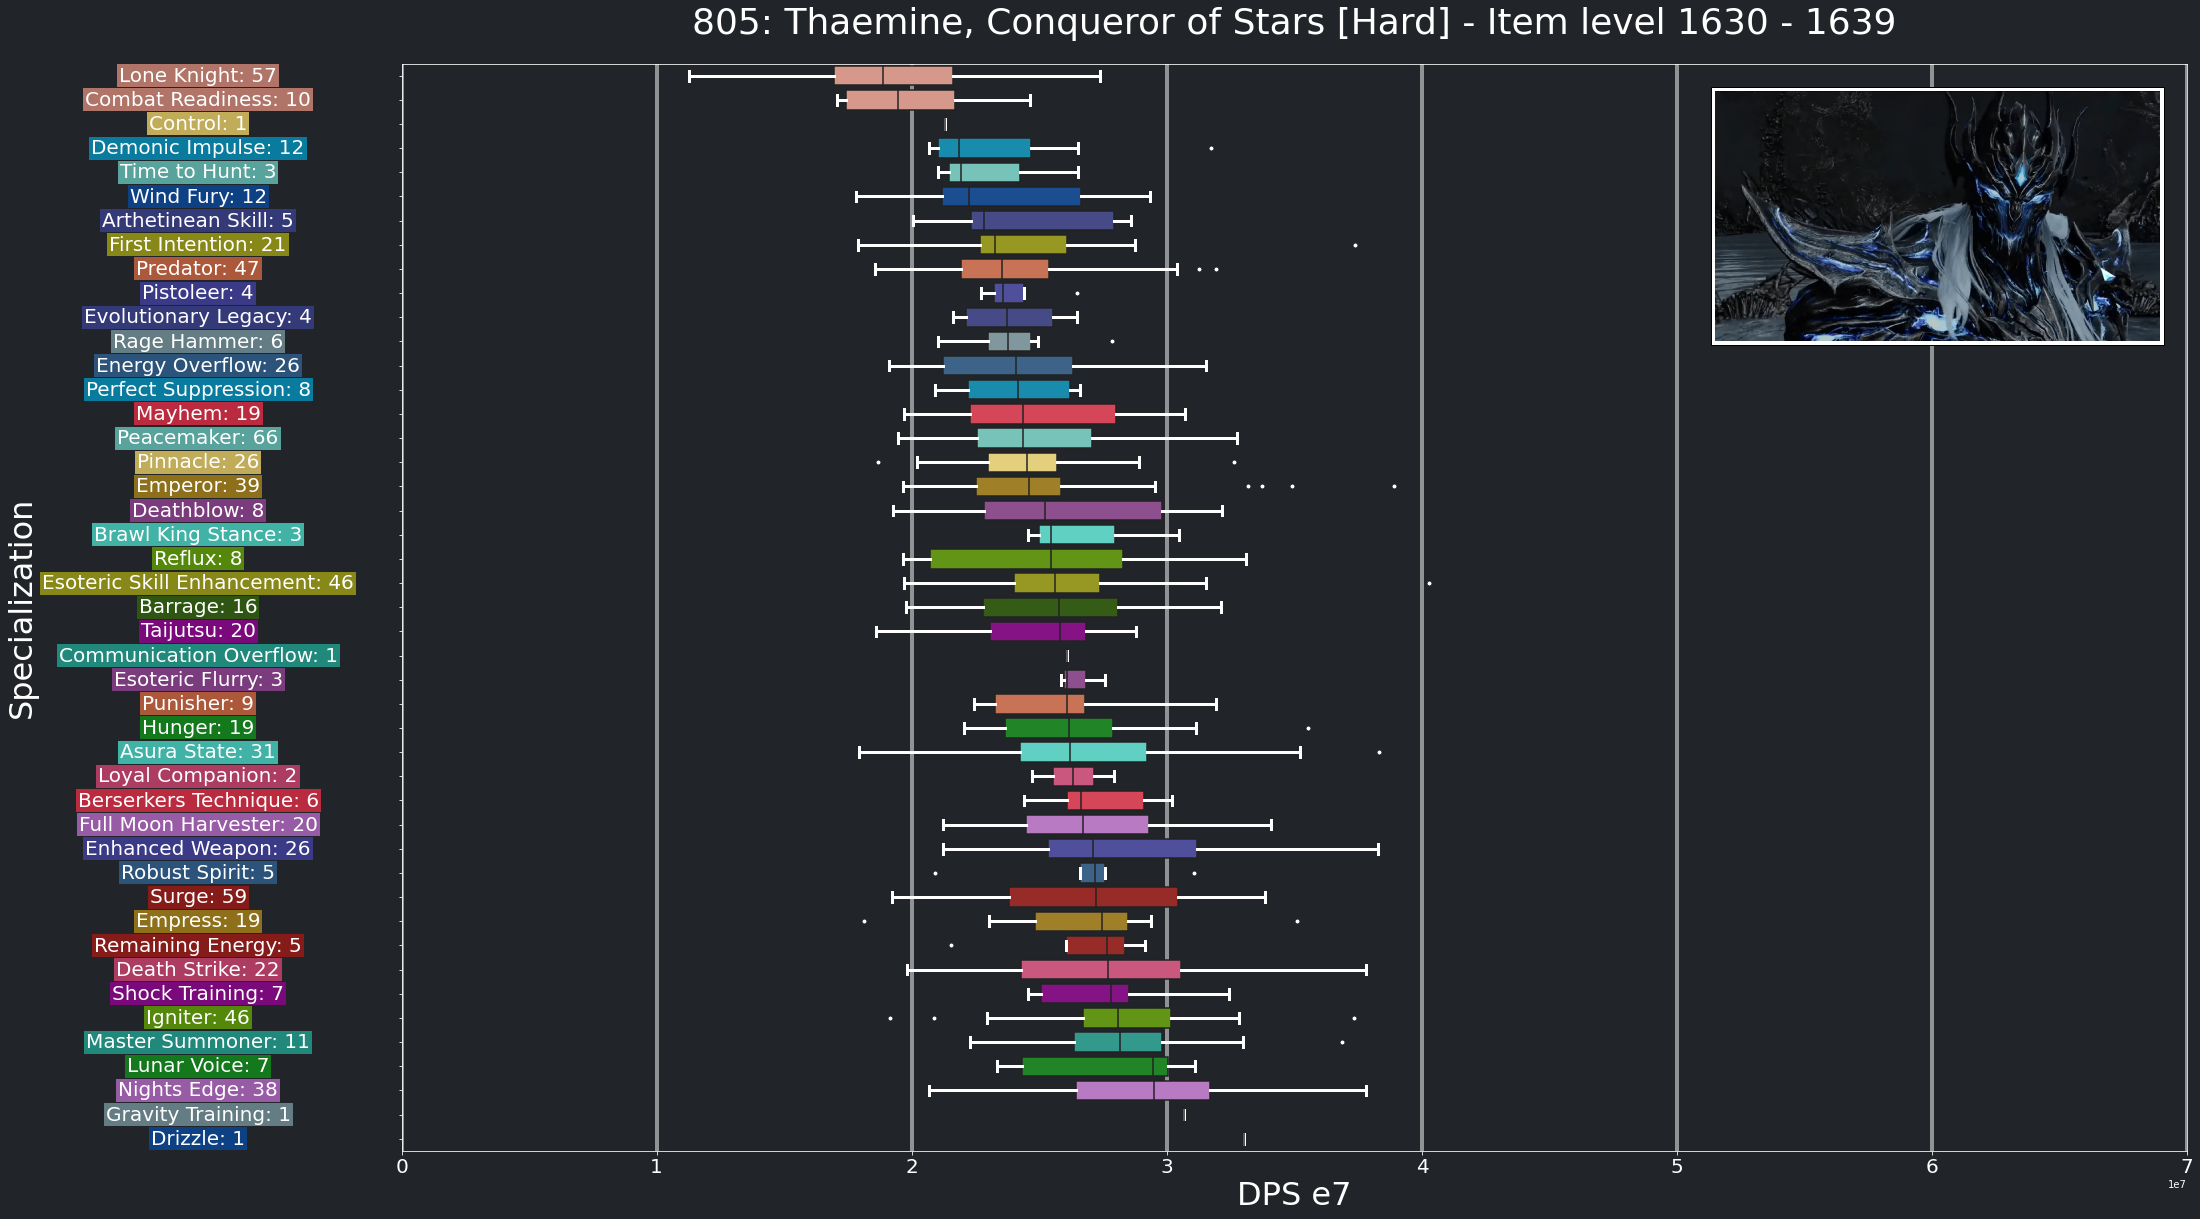 805: Thaemine, Conqueror of Stars [Hard] - Item level 1630 - 1639
Specialization
Lone Knight: 57
Combat Readiness: 10
Control: 1
Demonic Impulse: 12
Time to Hunt: 3
Wind Fury: 12
Arthetinean Skill: 5
First Intention: 21
Predator: 47
Pistoleer: 4
Evolutionary Legacy: 4
Rage Hammer: 6
Energy Overflow: 26
Perfect Suppression: 8
Mayhem: 19
Peacemaker: 66
Pinnacle: 26
Emperor: 39
Deathblow: 8
Brawl King Stance: 3
Reflux: 8
Esoteric Skill Enhancement: 46
Barrage: 16
Taijutsu: 20
Communication Overflow: 1
Esoteric Flurry: 3
Punisher: 9
Hunger: 19
Asura State: 31
Loyal Companion: 2
Berserkers Technique: 6
Full Moon Harvester: 20
Enhanced Weapon: 26
Robust Spirit: 5
Surge: 59
Empress: 19
Remaining Energy: 5
Death Strike: 22
Shock Training: 7
Igniter: 46
Master Summoner: 11
Lunar Voice: 7
Nights Edge: 38
Gravity Training: 1
Drizzle: 1
0 1 2 3 4 5 6 7
1e7
DPS e7